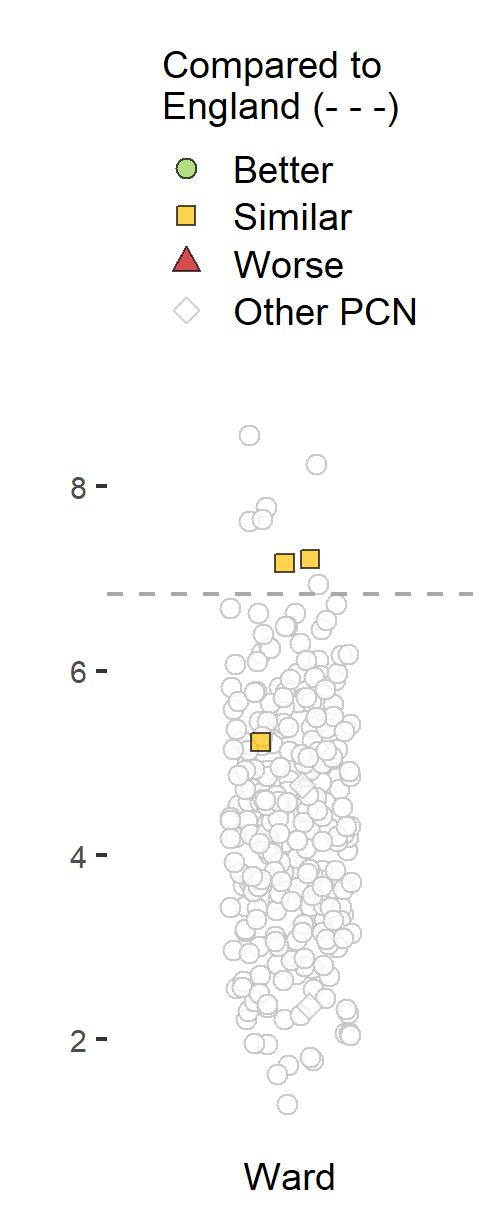 Compared to
England (- - -)
Better
Similar
Worse
Other PCN
8
6
4
2
Ward